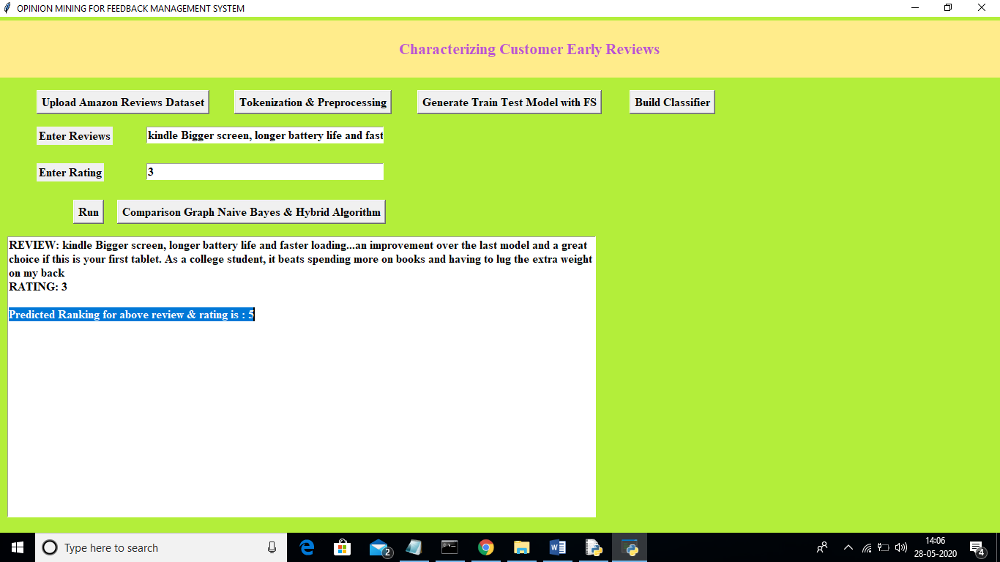 OPINION MINING FOR FEEDBACK MANAGEMENT SYSTEM
Characterizing Customer Early Reviews
Upload Amazon Reviews Dataset
Tokenization & Preprocessing
Generate Train Test Model with FS
Build Classifier
Enter Reviews
kindle Bigger screen, longer battery life and fast
Enter Rating
3
Run
Comparison Graph Naive Bayes & Hybrid Algorithm
REVIEW: kindle Bigger screen, longer battery life and faster loading...an improvement over the last model and a great
choice if this is your first tablet. As a college student, it beats spending more on books and having to lug the extra weight
on my back
RATING: 3
Predicted Ranking for above review & rating is : 5
Type here to search
2
14:06
28-05-2020
4